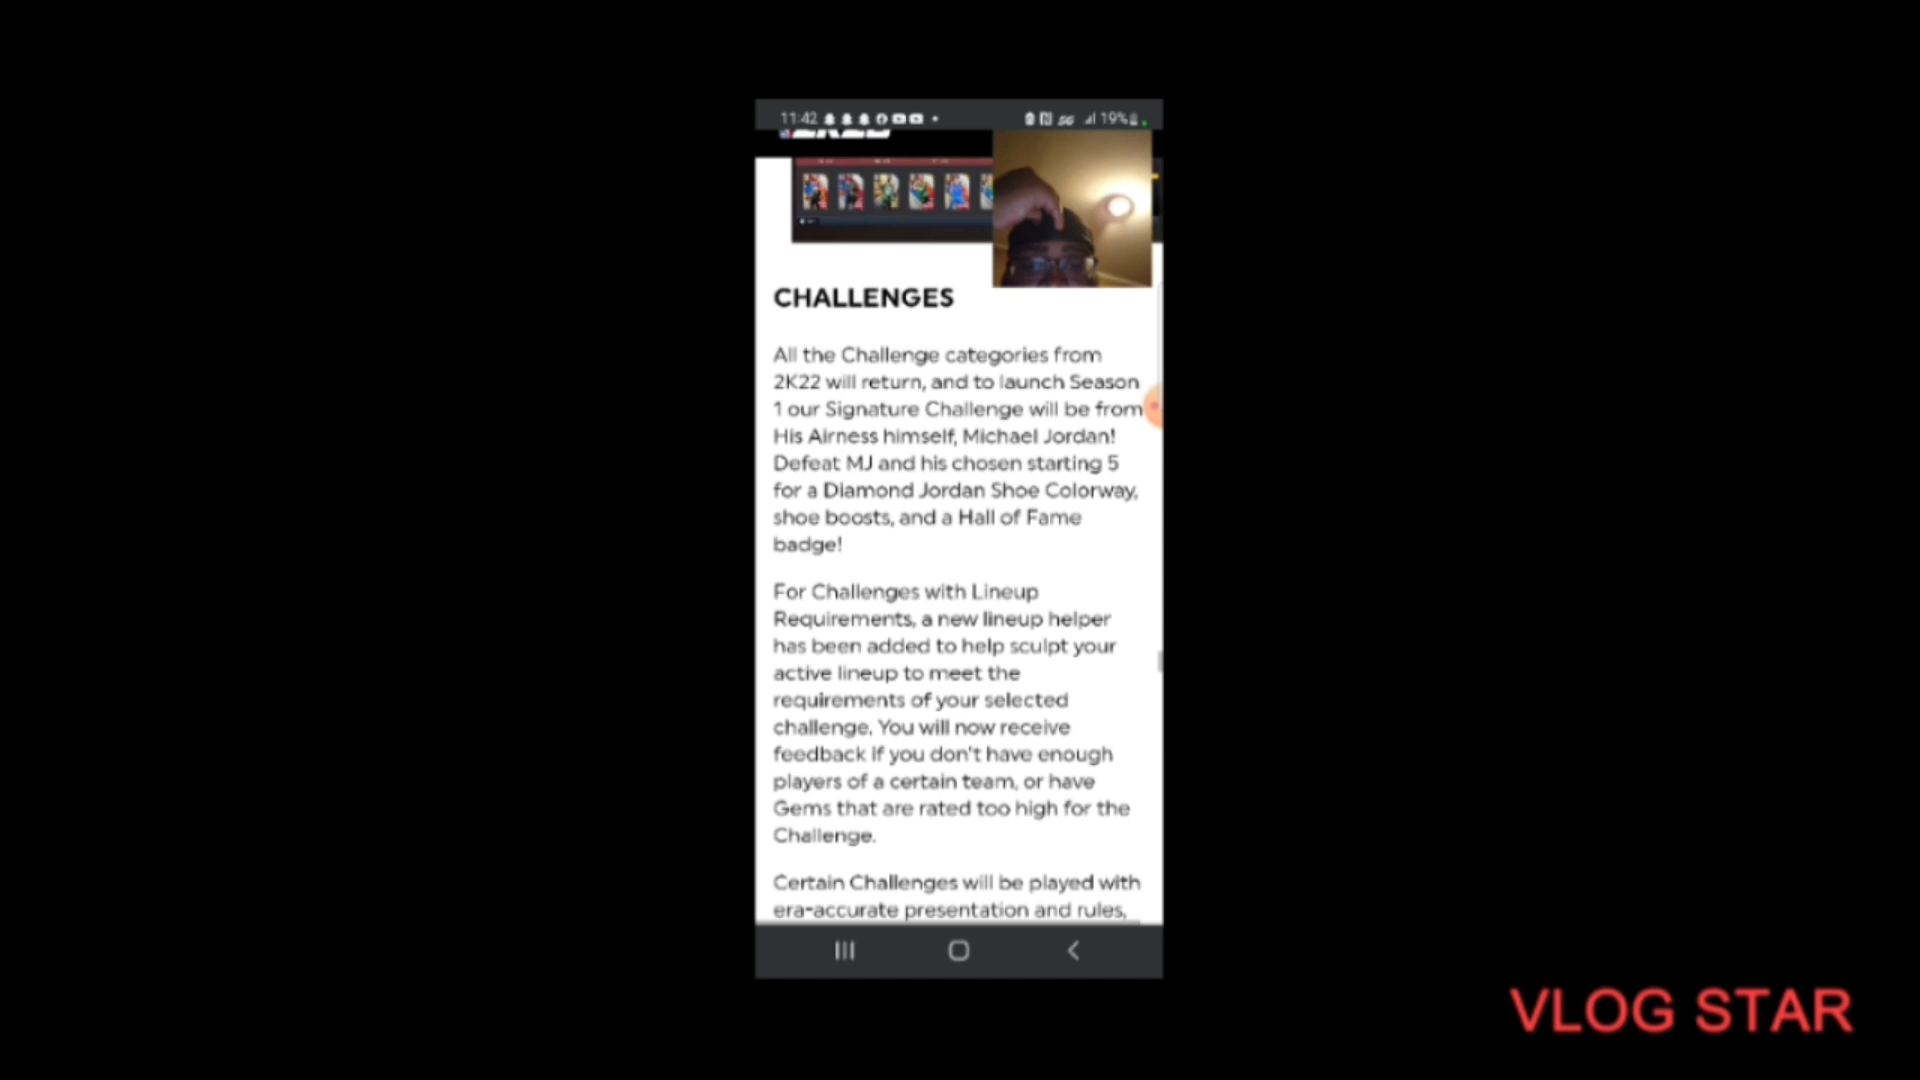 11:42
19%
CHALLENGES
All the Challenge categories from
2K22 will return, and to launch Season
1 our Signature Challenge will be from
His Airness himself, Michael Jordan!
Defeat MJ and his chosen starting 5
for a Diamond Jordan Shoe Colorway,
shoe boosts, and a Hall of Fame
badge!
For Challenges with Lineup
Requirements, a new lineup helper
has been added to help sculpt your
active lineup to meet the
requirements of your selected
challenge. You will now receive
feedback if you don't have enough
players of a certain team, or have
Gems that are rated too high for the
Challenge.
Certain Challenges will be played with
era-accurate presentation and rules,
VLOG STAR